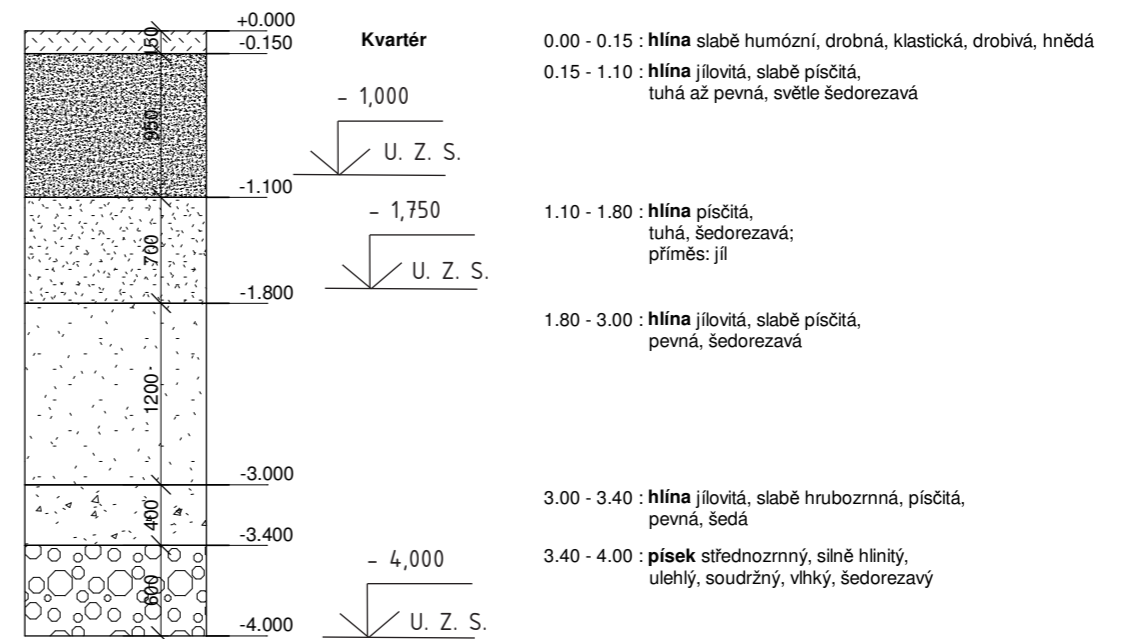 +0.000
150
-0.150
Kvartér
0.00 - 0.15 : hlína slabě humózní, drobná, klastická, drobivá, hnědá
0.15 - 1.10 : hlína jílovitá, slabě písčitá,
tuhá až pevná, světle šedorezavá
950
- 1,000
U. Z. S.
-1.100
- 1,750
U. Z. S.
1.10 - 1.80 : hlína písčitá,
tuhá, šedorezavá;
příměs: jíl
700
-1.800
1.80 - 3.00 : hlína jílovitá, slabě písčitá,
pevná, šedorezavá
1200
-3.000
3.00 - 3.40 : hlína jílovitá, slabě hrubozrnná, písčitá,
pevná, šedá
400
-3.400
3.40 - 4.00 : písek střednozrnný, silně hlinitý,
ulehlý, soudržný, vlhký, šedorezavý
- 4,000
600
U. Z. S.
-4.000